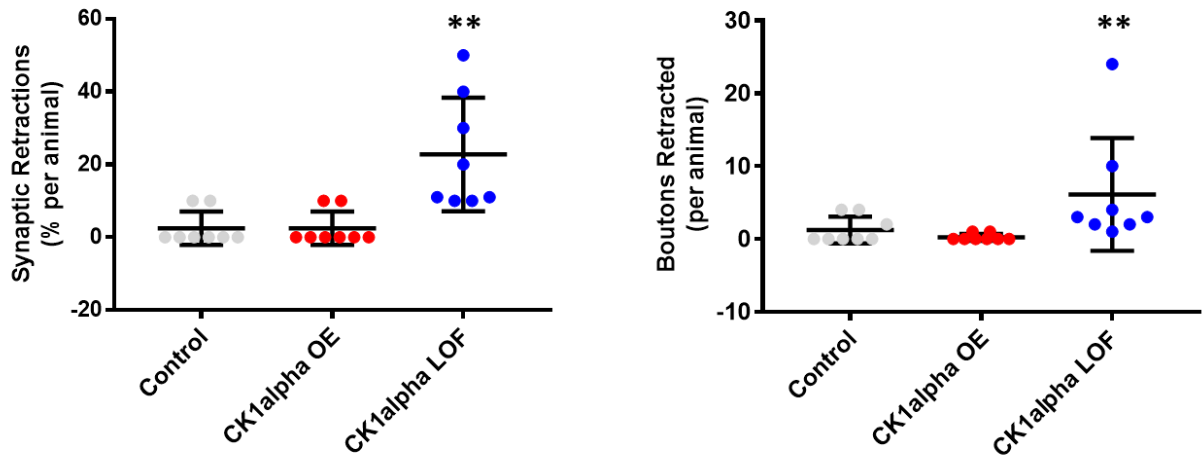 Synaptic Retractions
(% per animal)
60
40
20
0
-20
**
Control
CK1alpha OE
CK1alpha LOF
Boutons Retracted
(per animal)
30
20
10
0
-10
**
Control
CK1alpha OE
CK1alpha LOF